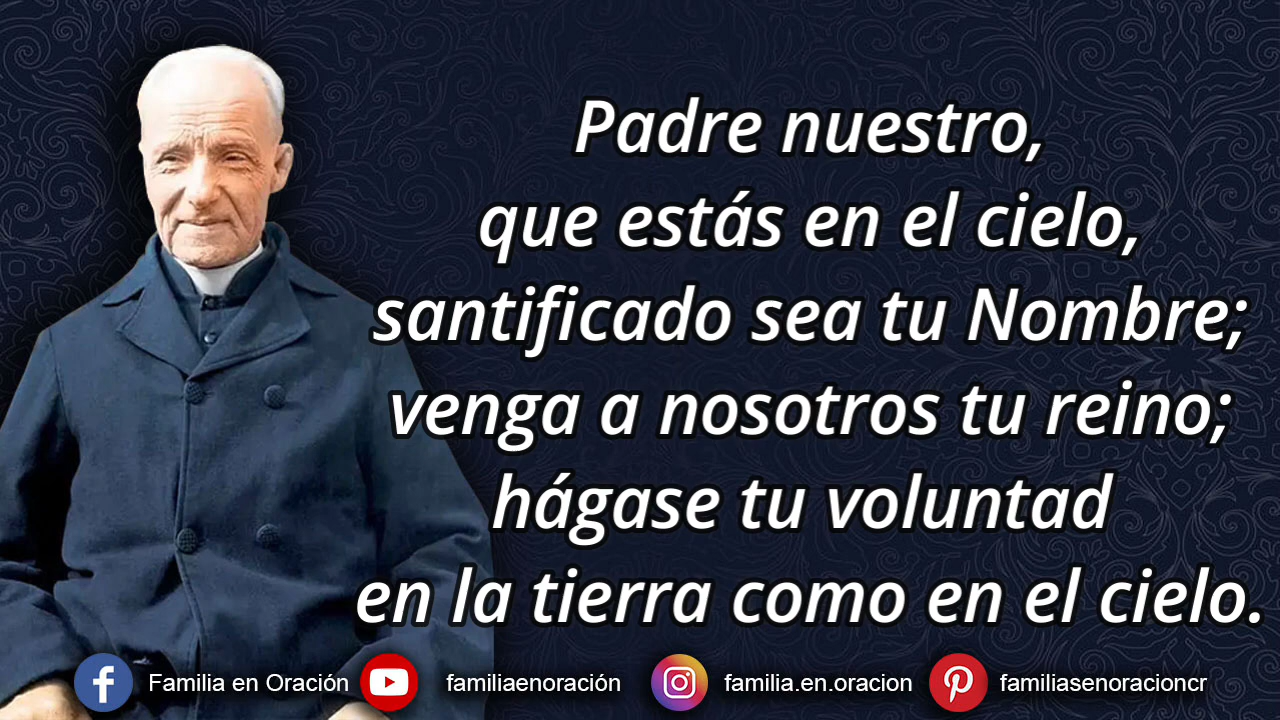 Padre nuestro,
que estás en el cielo,
santificado sea tu Nombre;
venga a nosotros tu reino;
hágase tu voluntad
en la tierra como en el cielo.
Familia en Oración familiaenoración familia.en.oracion familiasenoracioncr